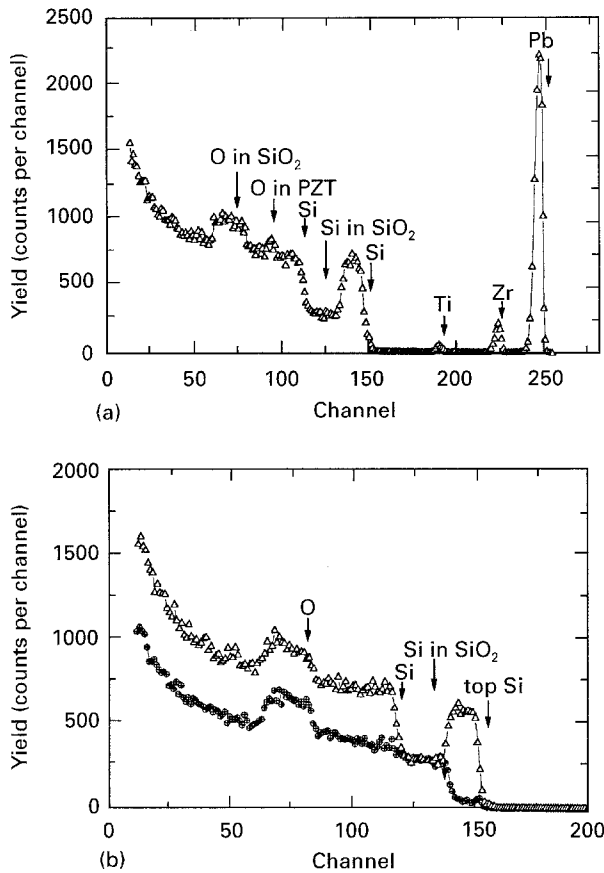 2500
2000
1500
1000
500
0
Yield (counts per channel)
Pb
O in SiO₂
O in PZT
Si
Si in SiO₂
Si
Ti
Zr
0 50 100 150 200 250
(a)
Channel
2000
1500
1000
500
0
Yield (counts per channel)
O
Si in SiO₂
Si
top Si
0 50 100 150 200
(b)
Channel